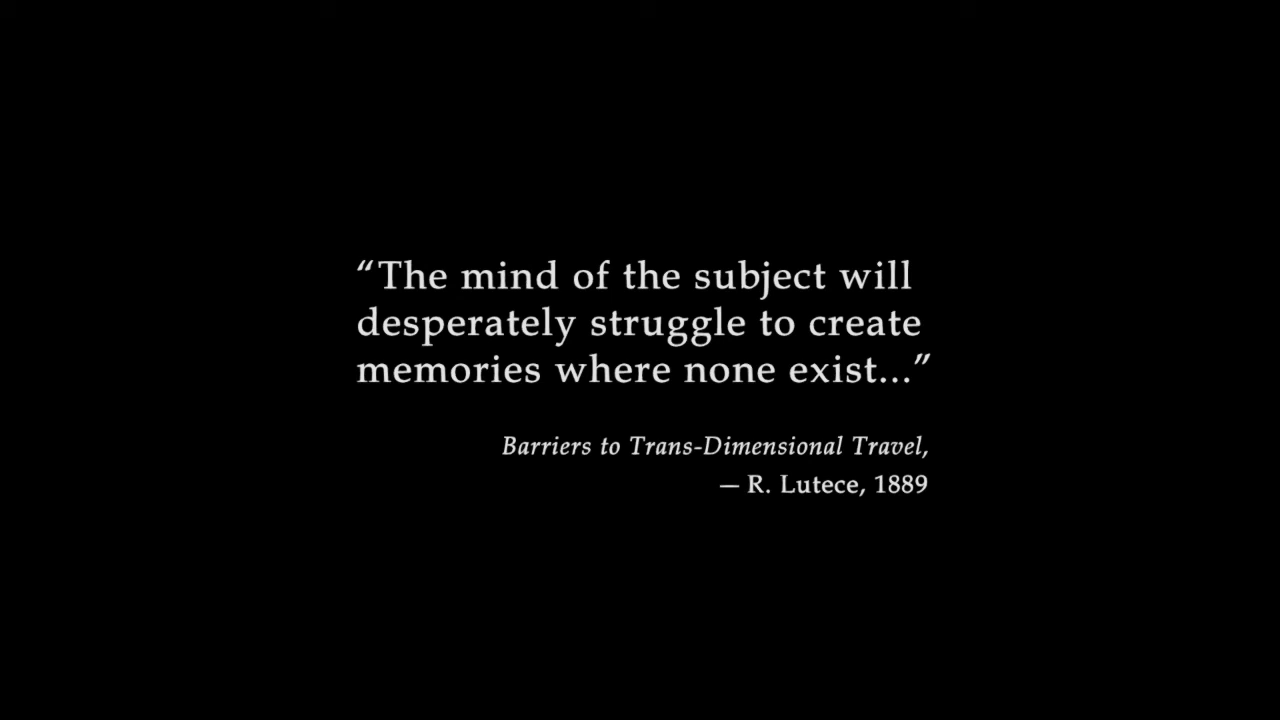 “The mind of the subject will
desperately struggle to create
memories where none exist...”
Barriers to Trans-Dimensional Travel,
— R. Lutece, 1889